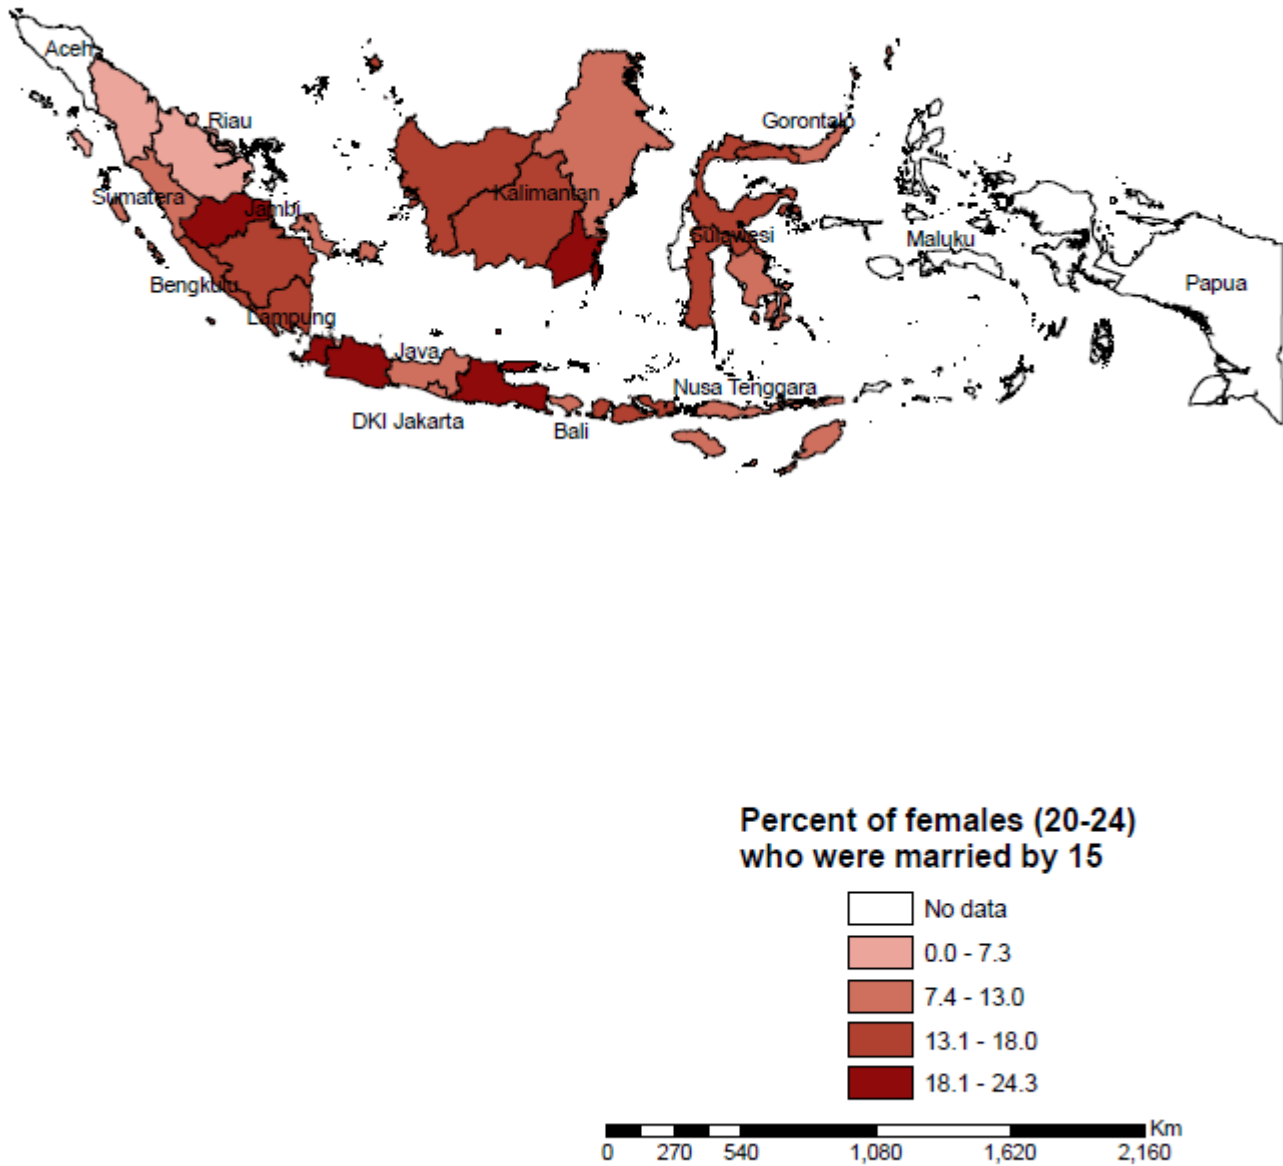 Aceh
Riau
Gorontalo
Sumatera
Jambi
Kalimantan
Sulawesi
Maluku
Bengkulu
Papua
Lampung
Java
Nusa Tenggara
DKI Jakarta
Bali
Percent of females (20-24)
who were married by 15
No data
0.0 - 7.3
7.4 - 13.0
13.1 - 18.0
18.1 - 24.3
Km
0 270 540 1,080 1,620 2,160